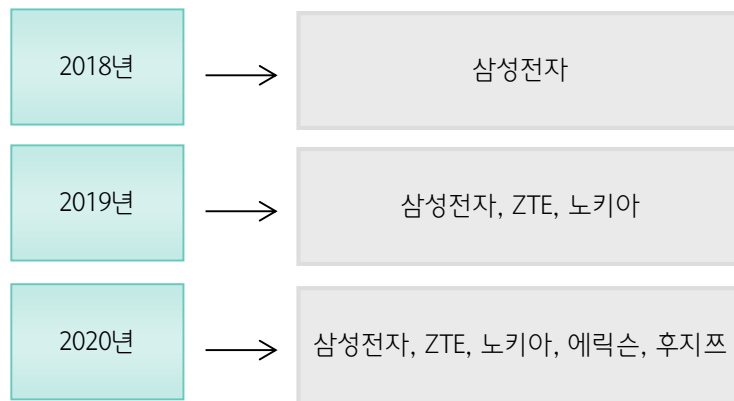 2018년
삼성전자
2019년
삼성전자, ZTE, 노키아
2020년
삼성전자, ZTE, 노키아, 에릭슨, 후지쯔